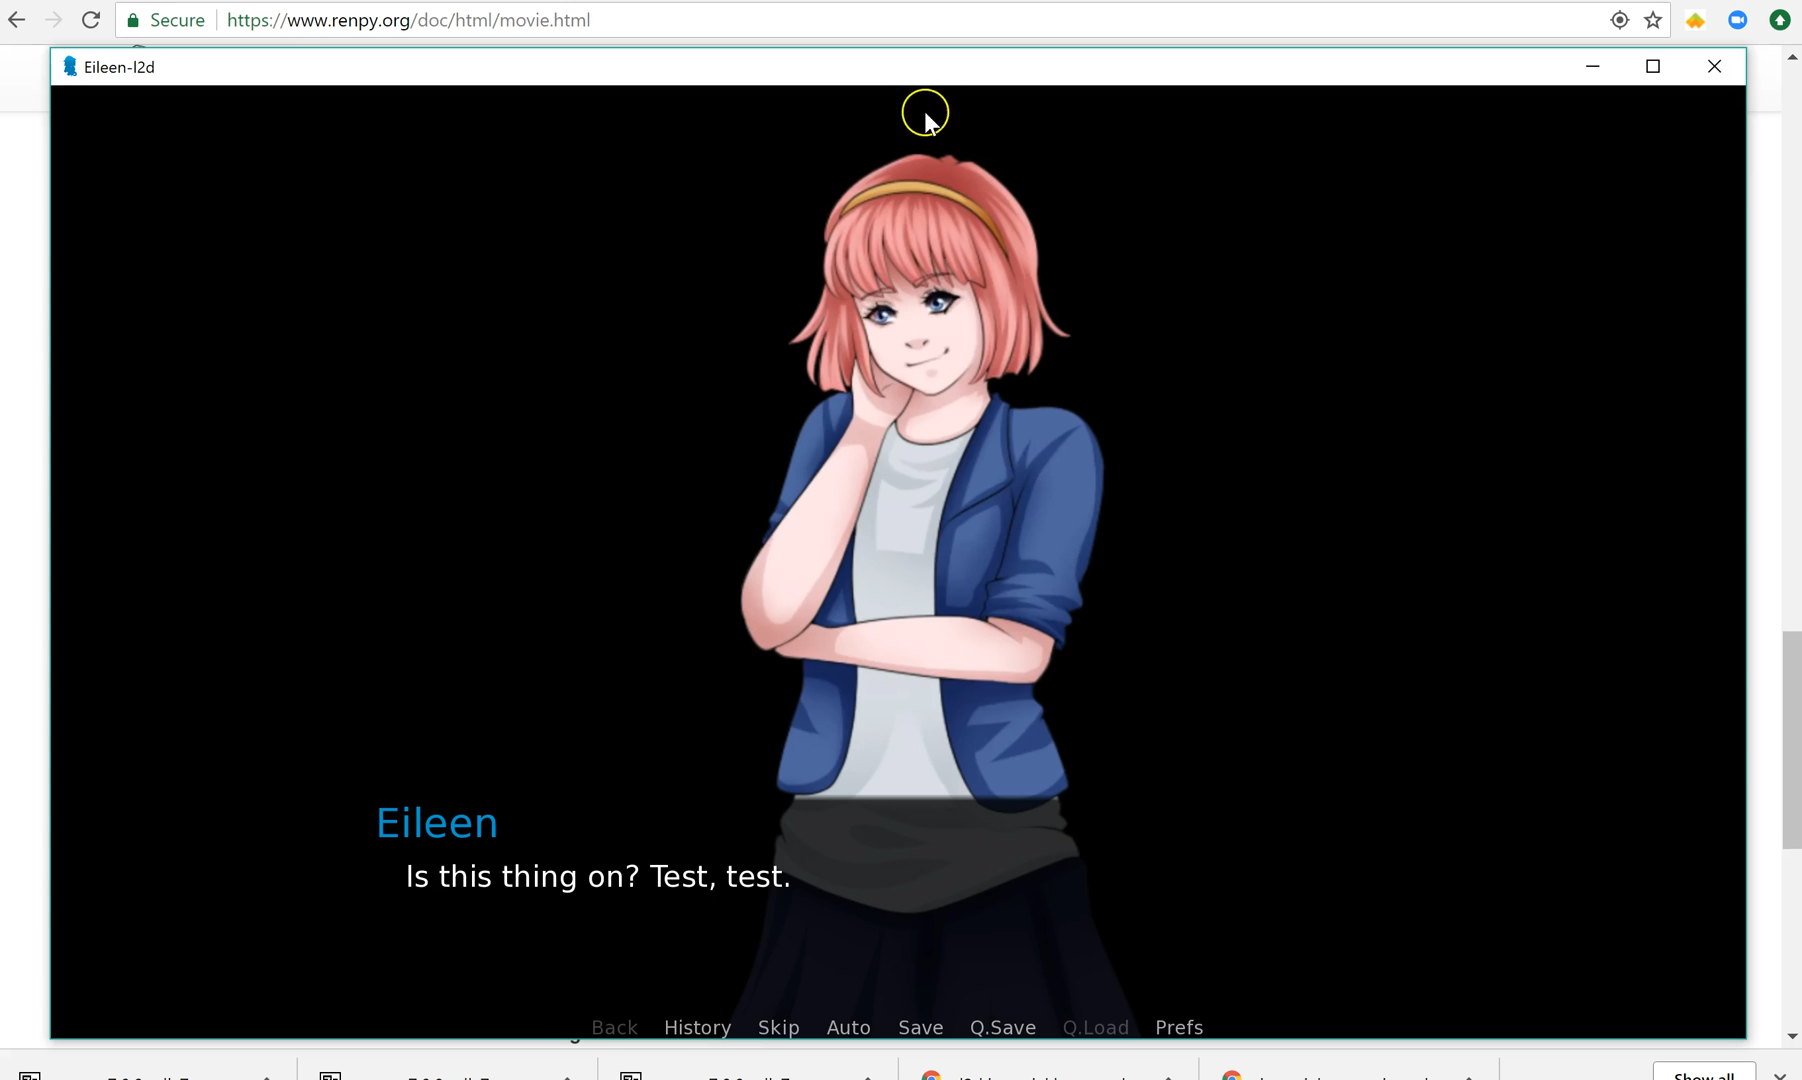 Secure https://www.renpy.org/doc/html/movie.html
Eileen-l2d
Eileen
Is this thing on? Test, test.
Back History Skip Auto Save Q.Save Q.Load Prefs
Show all